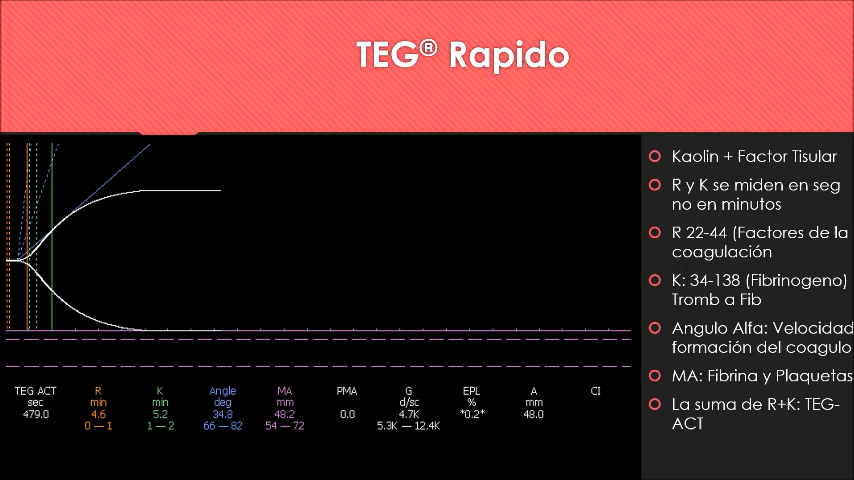 TEG® Rapido
Kaolin + Factor Tisular
R y K se miden en seg
no en minutos
R 22-44 (Factores de la
coagulación
K: 34-138 (Fibrinogeno)
Tromb a Fib
Angulo Alfa: Velocidad
formación del coagulo
MA: Fibrina y Plaquetas
La suma de R+K: TEG-
ACT
TEG ACT R K Angle MA PMA G EPL A CI
sec min min deg mm d/sc % mm
479.0 4.6 5.2 34.8 48.2 0.0 4.7K *0.2* 48.0
0 — 1 1 — 2 66 — 82 54 — 72 5.3K — 12.4K